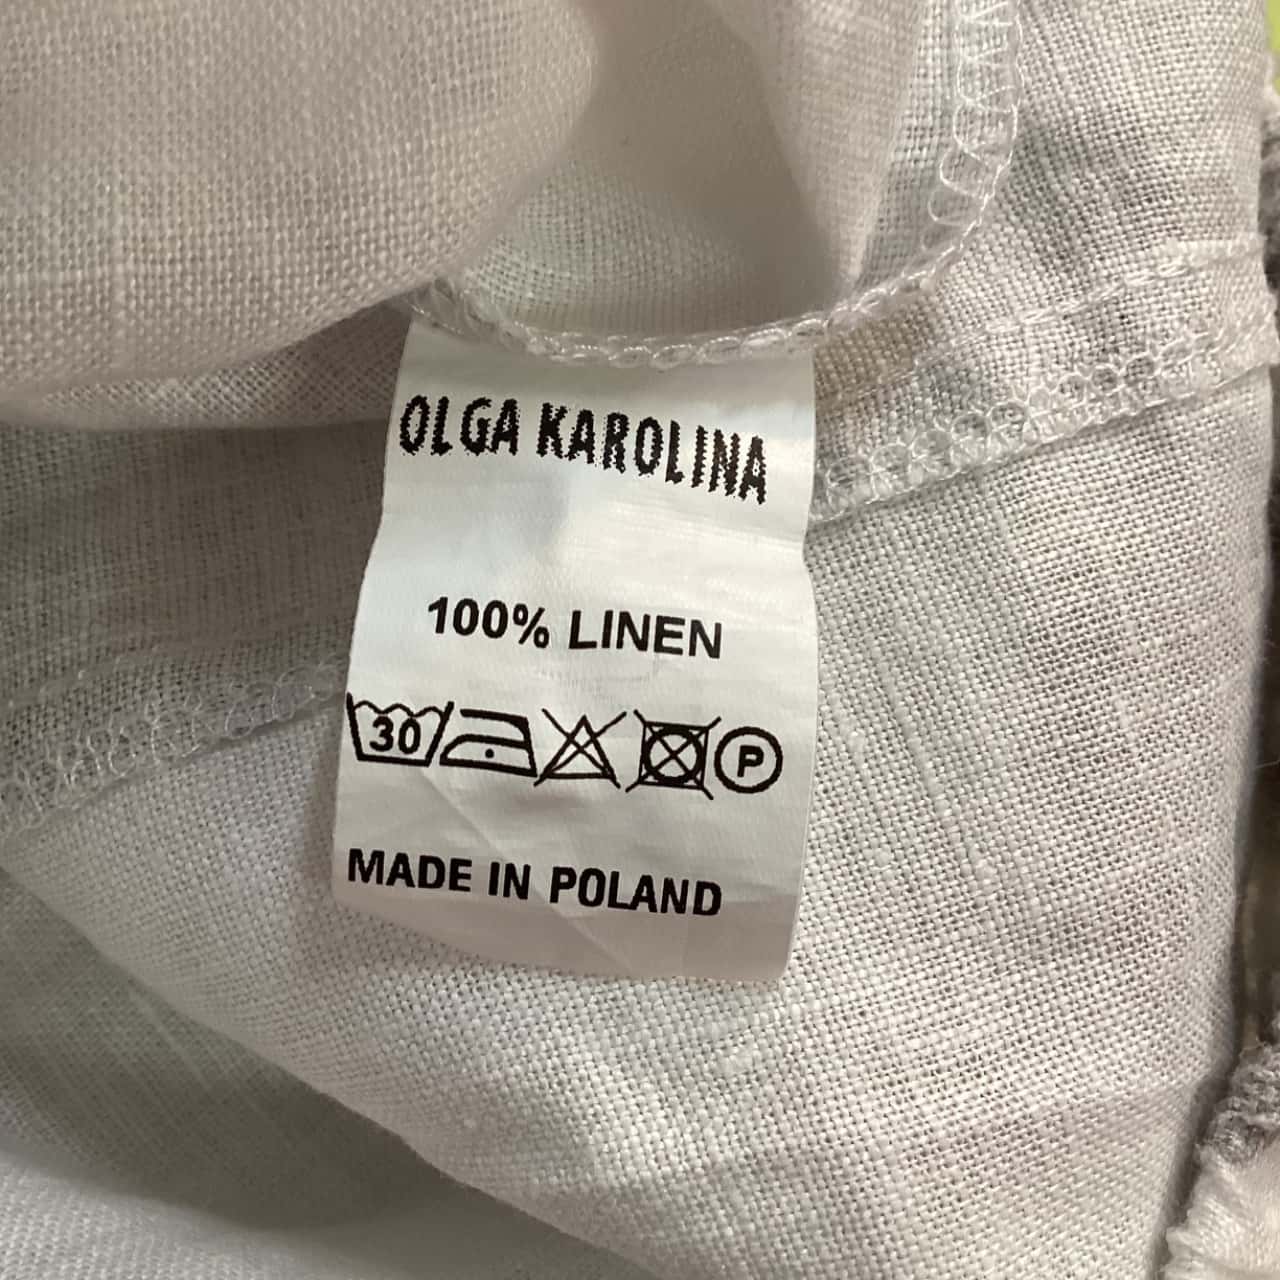 OLGA KAROLINA
100% LINEN
30 P
MADE IN POLAND